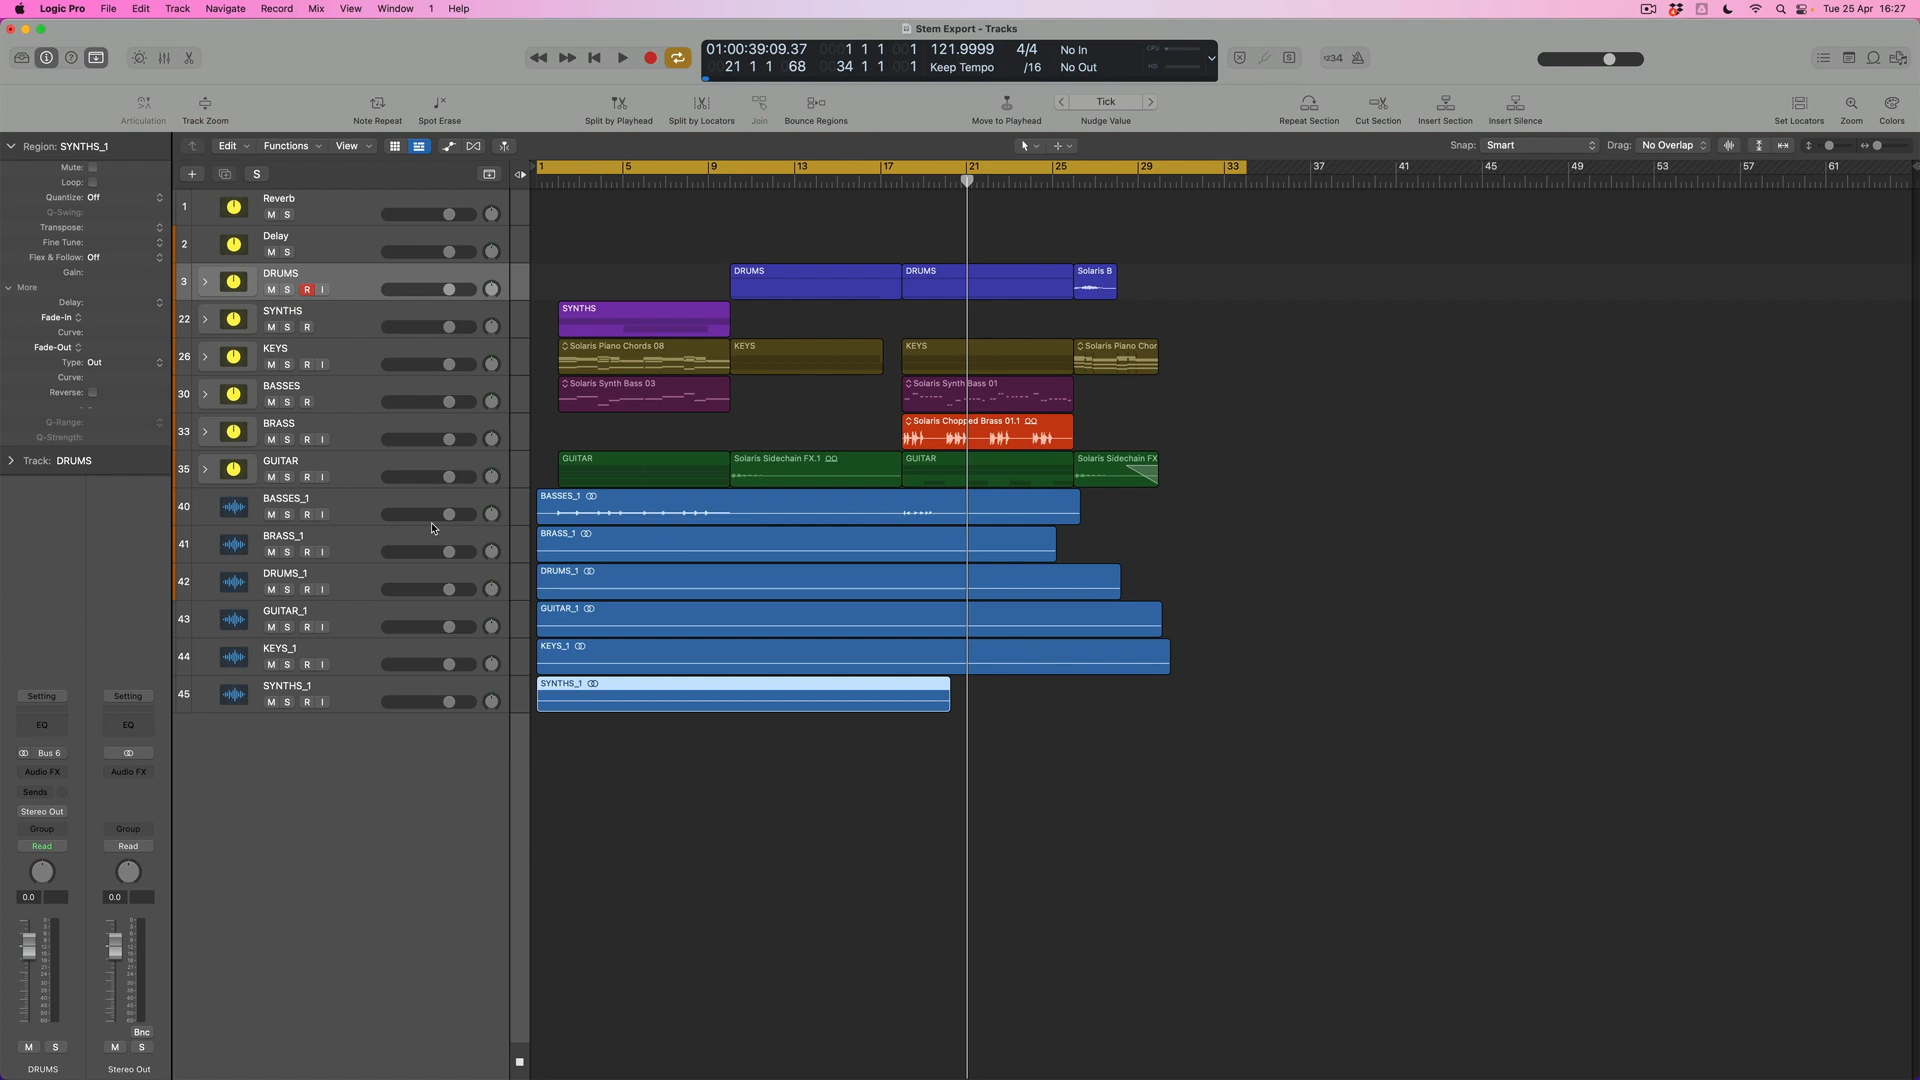 Logic Pro File Edit Track Navigate Record Mix View Window 1 Help
Tue 25 Apr 16:27
Stem Export - Tracks
01:00:39:09.37 1 1 1 1 121.9999 4/4 No In CPU
21 1 1 68 34 1 1 1 Keep Tempo /16 No Out HD
1234
Articulation Track Zoom Note Repeat Spot Erase Split by Playhead Split by Locators Join Bounce Regions Move to Playhead Tick Nudge Value Repeat Section Cut Section Insert Section Insert Silence Set Locators Zoom Colors
Region: SYNTHS_1
Edit Functions View
Snap: Smart Drag: No Overlap
Mute:
Loop:
Quantize: Off
Q-Swing:
Transpose:
Fine Tune:
Flex & Follow: Off
Gain:
More
Delay:
Fade-In
Curve:
Fade-Out
Type: Out
Curve:
Reverse:
Q-Range:
Q-Strength:
Track: DRUMS
S
1 5 9 13 17 21 25 29 33 37 41 45 49 53 57 61
1 Reverb
M S
2 Delay
M S
3 DRUMS
M S R I
DRUMS DRUMS Solaris B
22 SYNTHS
M S R
SYNTHS
26 KEYS
M S R I
Solaris Piano Chords 08 KEYS KEYS Solaris Piano Chor
30 BASSES
M S R
Solaris Synth Bass 03 Solaris Synth Bass 01
33 BRASS
M S R I
Solaris Chopped Brass 01.1
35 GUITAR
M S R I
GUITAR Solaris Sidechain FX.1 GUITAR Solaris Sidechain FX
40 BASSES_1
M S R I
BASSES_1
41 BRASS_1
M S R I
BRASS_1
42 DRUMS_1
M S R I
DRUMS_1
43 GUITAR_1
M S R I
GUITAR_1
44 KEYS_1
M S R I
KEYS_1
45 SYNTHS_1
M S R I
SYNTHS_1
Setting Setting
EQ EQ
Bus 6
Audio FX Audio FX
Sends
Stereo Out
Group Group
Read Read
0.0 0.0
Bnc
M S M S
DRUMS Stereo Out